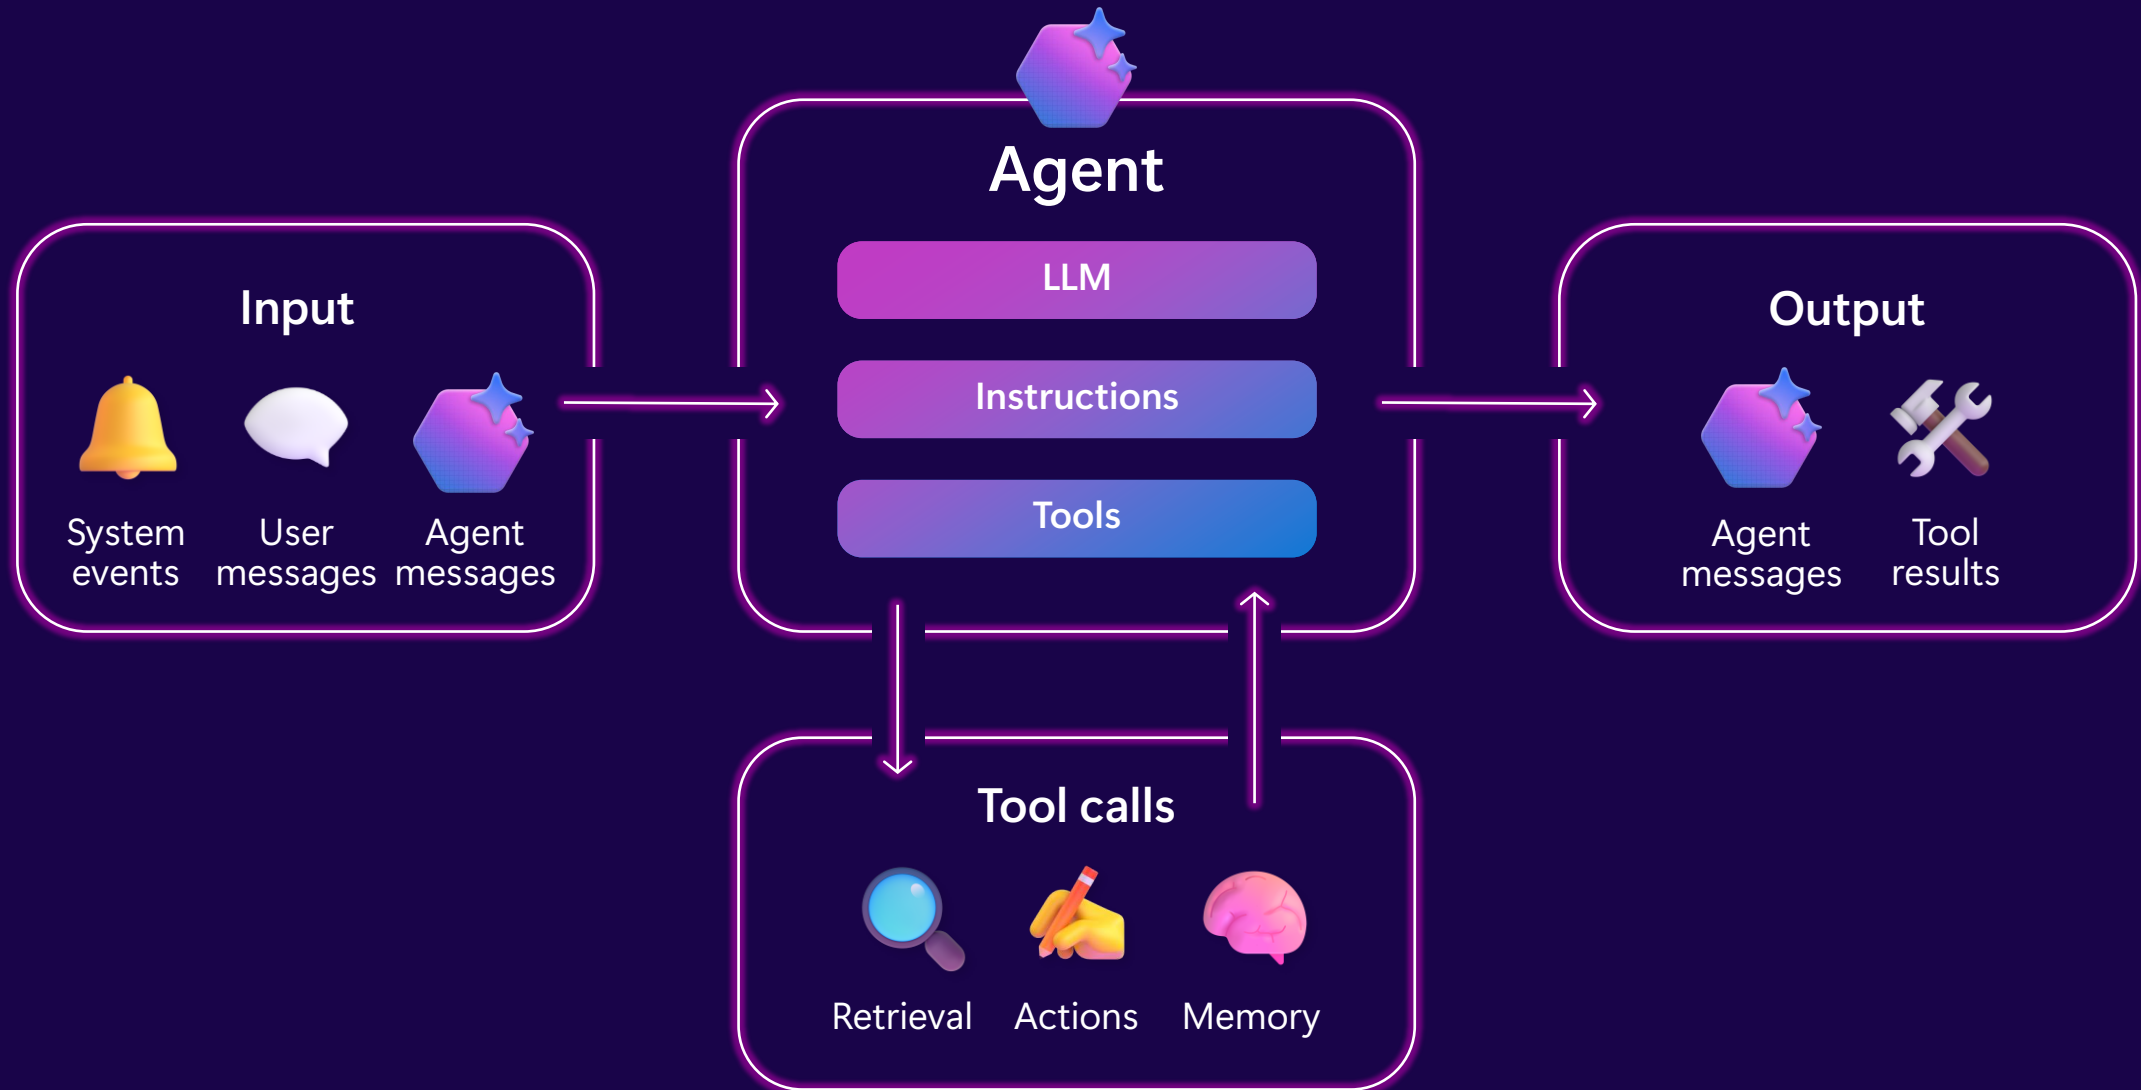 Agent
LLM
Instructions
Tools
Input
System
events
User
messages
Agent
messages
Output
Agent
messages
Tool
results
Tool calls
Retrieval
Actions
Memory